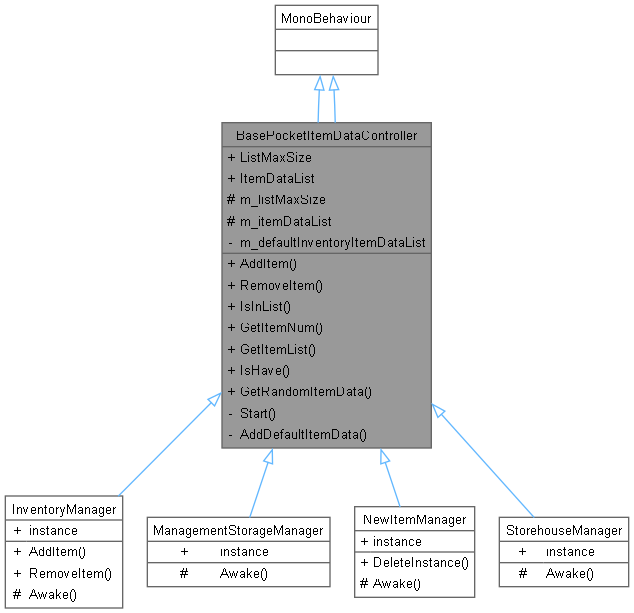 MonoBehaviour
BasePocketItemDataController
+ ListMaxSize
+ ItemDataList
# m_listMaxSize
# m_itemDataList
- m_defaultInventoryItemDataList
+ AddItem()
+ RemoveItem()
+ IsInList()
+ GetItemNum()
+ GetItemList()
+ IsHave()
+ GetRandomItemData()
- Start()
- AddDefaultItemData()
InventoryManager
+ instance
+ AddItem()
+ RemoveItem()
# Awake()
ManagementStorageManager
+ instance
# Awake()
NewItemManager
+ instance
+ DeleteInstance()
# Awake()
StorehouseManager
+ instance
# Awake()